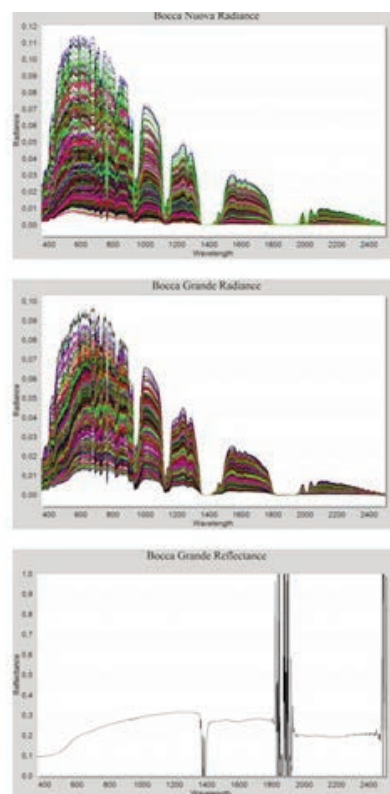 Bocca Nuova Radiance
0.12
0.11
0.10
0.09
0.08
0.07
0.06
0.05
0.04
0.03
0.02
0.01
0.00
Radiance
400 600 800 1000 1200 1400 1600 1800 2000 2200 2400
Wavelength
Bocca Grande Radiance
0.10
0.09
0.08
0.07
0.06
0.05
0.04
0.03
0.02
0.01
0.00
Radiance
400 600 800 1000 1200 1400 1600 1800 2000 2200 2400
Wavelength
Bocca Grande Reflectance
1.0
0.9
0.8
0.7
0.6
0.5
0.4
0.3
0.2
0.1
0.0
Reflectance
400 600 800 1000 1200 1400 1600 1800 2000 2200 2400
Wavelength